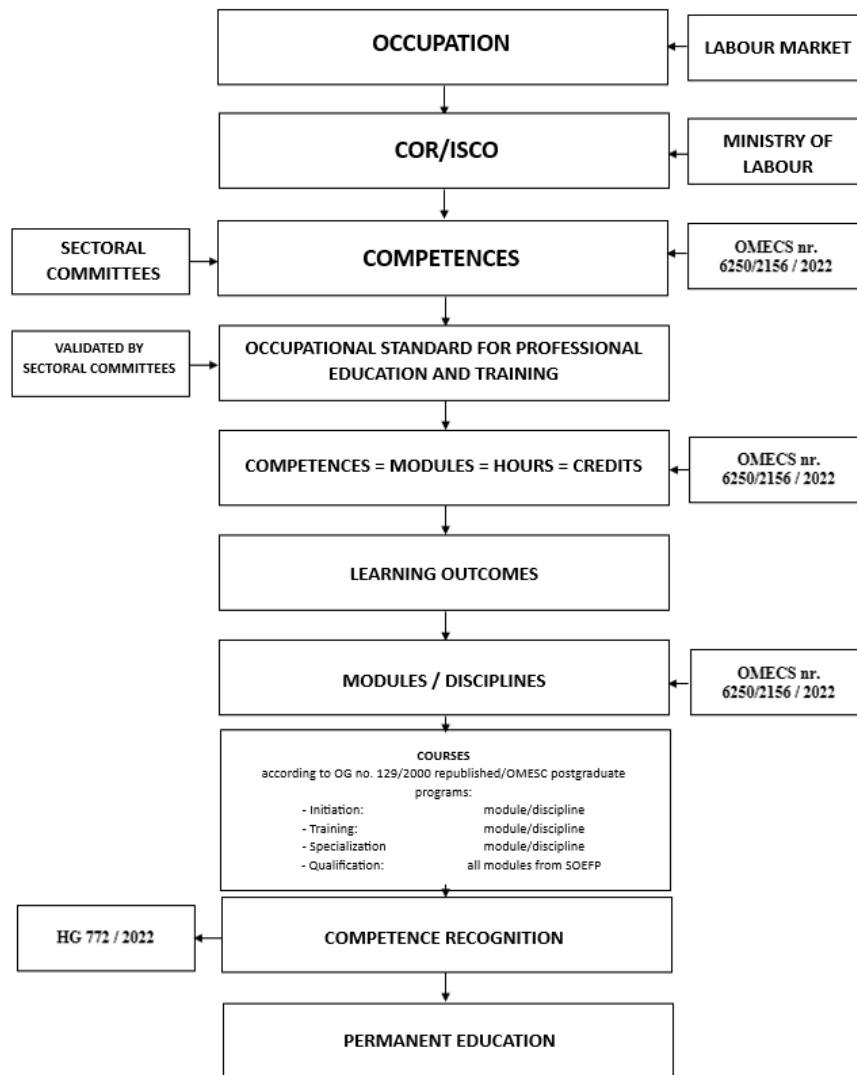 OCCUPATION
LABOUR MARKET
COR/ISCO
MINISTRY OF
LABOUR
SECTORAL
COMMITTEES
COMPETENCES
OMECS nr.
6250/2156 / 2022
VALIDATED BY
SECTORAL COMMITTEES
OCCUPATIONAL STANDARD FOR PROFESSIONAL
EDUCATION AND TRAINING
COMPETENCES = MODULES = HOURS = CREDITS
OMECS nr.
6250/2156 / 2022
LEARNING OUTCOMES
MODULES / DISCIPLINES
OMECS nr.
6250/2156 / 2022
COURSES
according to OG no. 129/2000 republished/OMESC postgraduate
programs:
- Initiation: module/discipline
- Training: module/discipline
- Specialization module/discipline
- Qualification: all modules from SOEFP
HG 772 / 2022
COMPETENCE RECOGNITION
PERMANENT EDUCATION